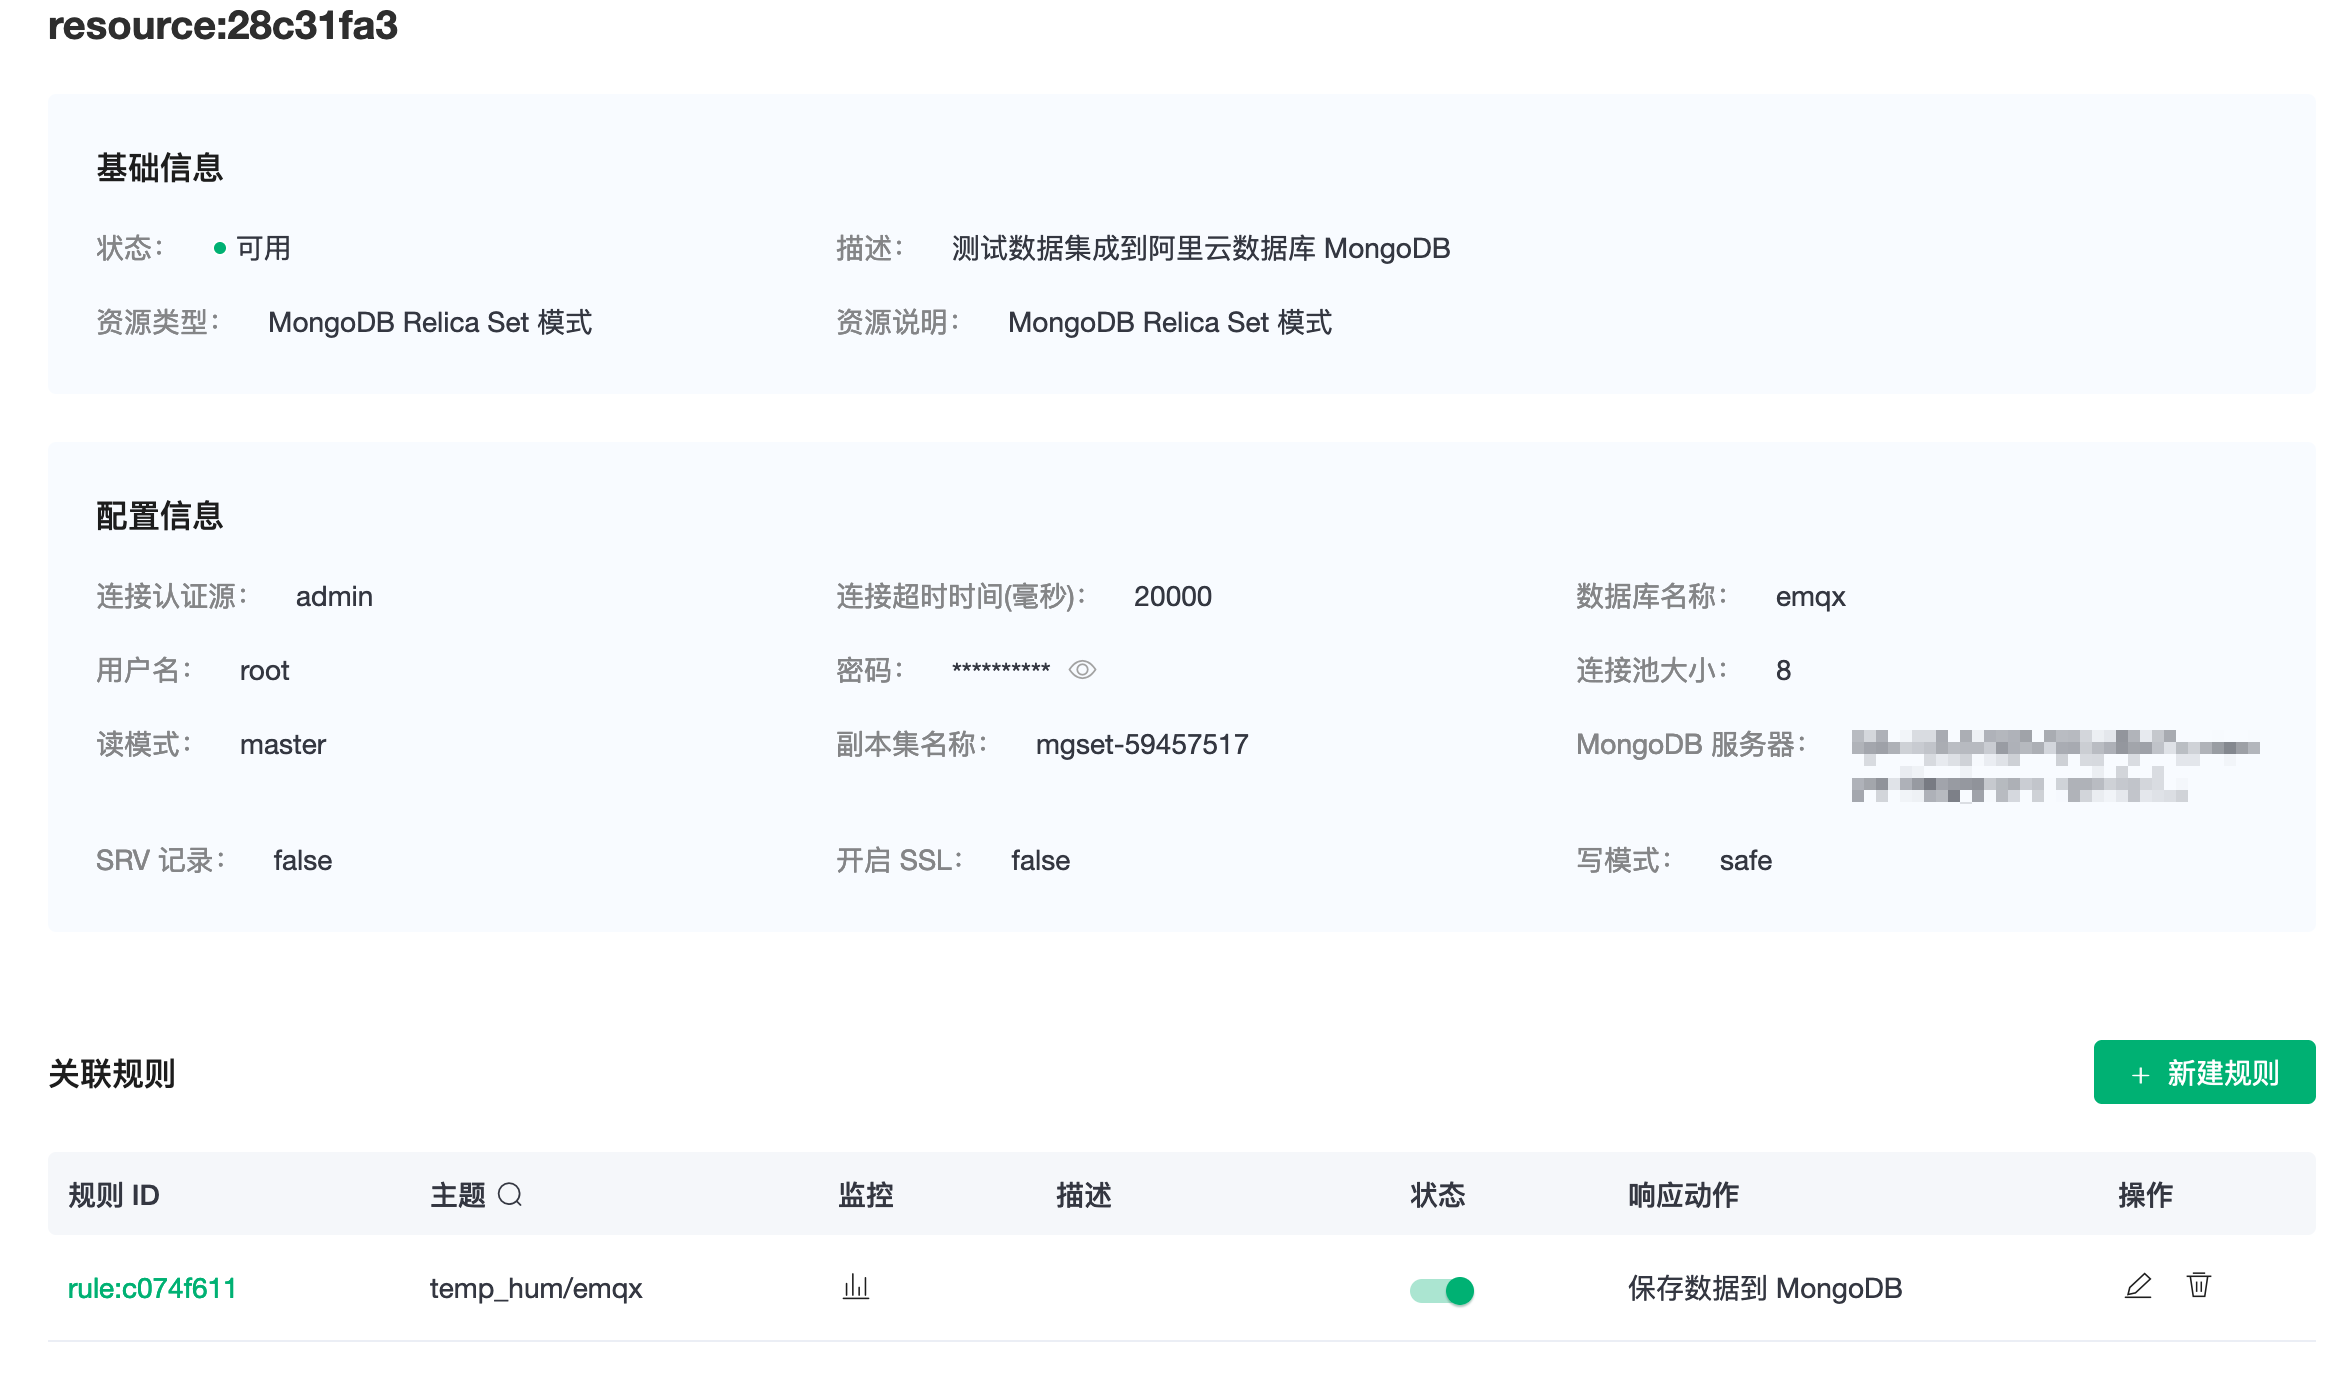 resource:28c31fa3
基础信息
状态： 可用 描述： 测试数据集成到阿里云数据库 MongoDB
资源类型： MongoDB Relica Set 模式 资源说明： MongoDB Relica Set 模式
配置信息
连接认证源： admin 连接超时时间(毫秒)： 20000 数据库名称： emqx
用户名： root 密码： ********** 连接池大小： 8
读模式： master 副本集名称： mgset-59457517 MongoDB 服务器：
SRV 记录： false 开启 SSL： false 写模式： safe
关联规则 + 新建规则
规则 ID 主题 监控 描述 状态 响应动作 操作
rule:c074f611 temp_hum/emqx 保存数据到 MongoDB